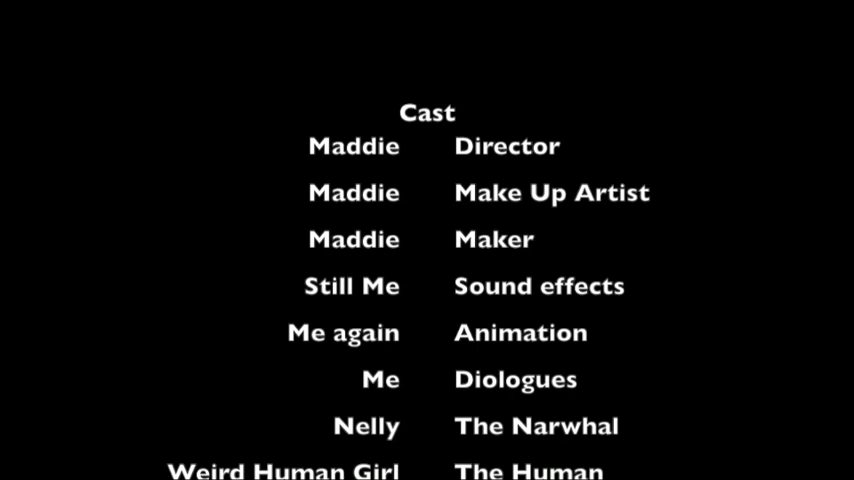 Cast
Maddie Director
Maddie Make Up Artist
Maddie Maker
Still Me Sound effects
Me again Animation
Me Diologues
Nelly The Narwhal
Weird Human Girl The Human